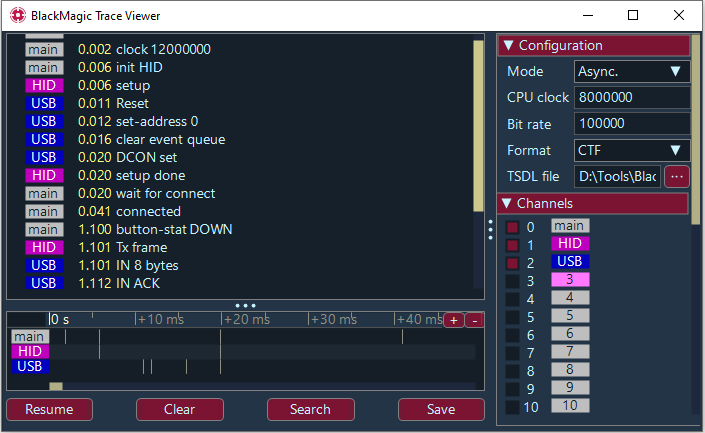 BlackMagic Trace Viewer
main 0.002 clock 12000000
main 0.006 init HID
HID 0.006 setup
USB 0.011 Reset
USB 0.012 set-address 0
USB 0.016 clear event queue
USB 0.020 DCON set
HID 0.020 setup done
main 0.020 wait for connect
main 0.041 connected
main 1.100 button-stat DOWN
HID 1.101 Tx frame
USB 1.101 IN 8 bytes
USB 1.112 IN ACK
0 s +10 ms +20 ms +30 ms +40 ms + -
main
HID
USB
Resume Clear Search Save
Configuration
Mode Async.
CPU clock 8000000
Bit rate 100000
Format CTF
TSDL file D:\Tools\Blac ...
Channels
0 main
1 HID
2 USB
3 3
4 4
5 5
6 6
7 7
8 8
9 9
10 10